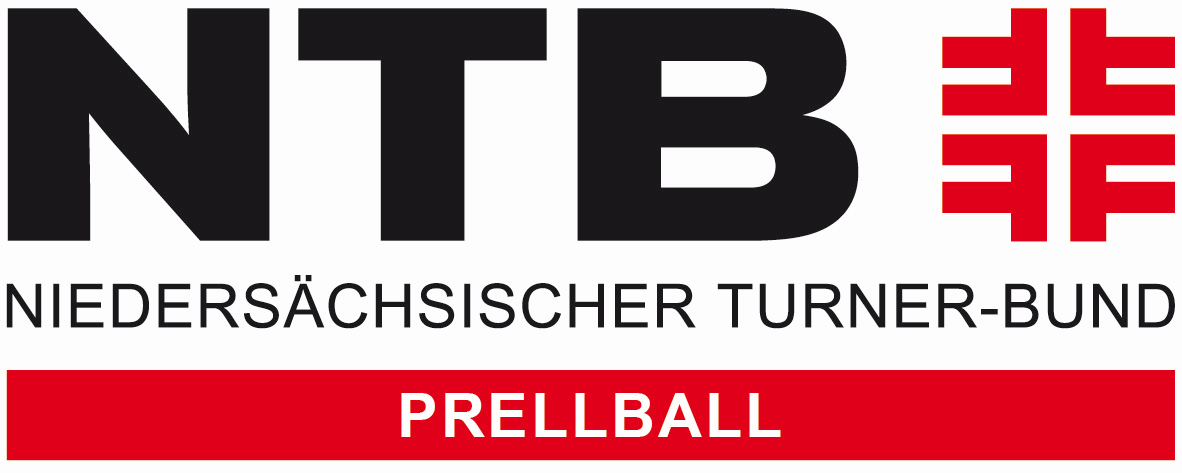 NTB
NIEDERSÄCHSISCHER TURNER-BUND
PRELLBALL